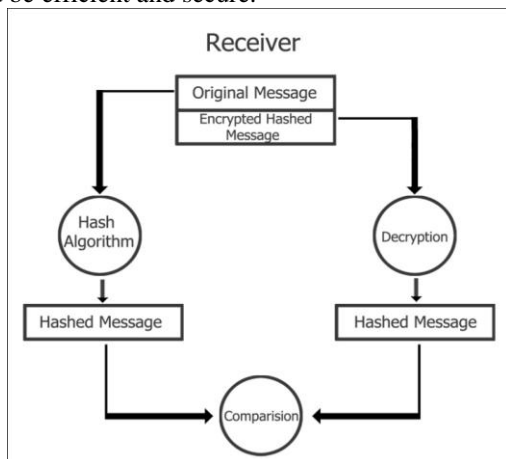 be efficient and secure.
Receiver
Original Message
Encrypted Hashed
Message
Hash
Algorithm
Decryption
Hashed Message
Hashed Message
Comparision